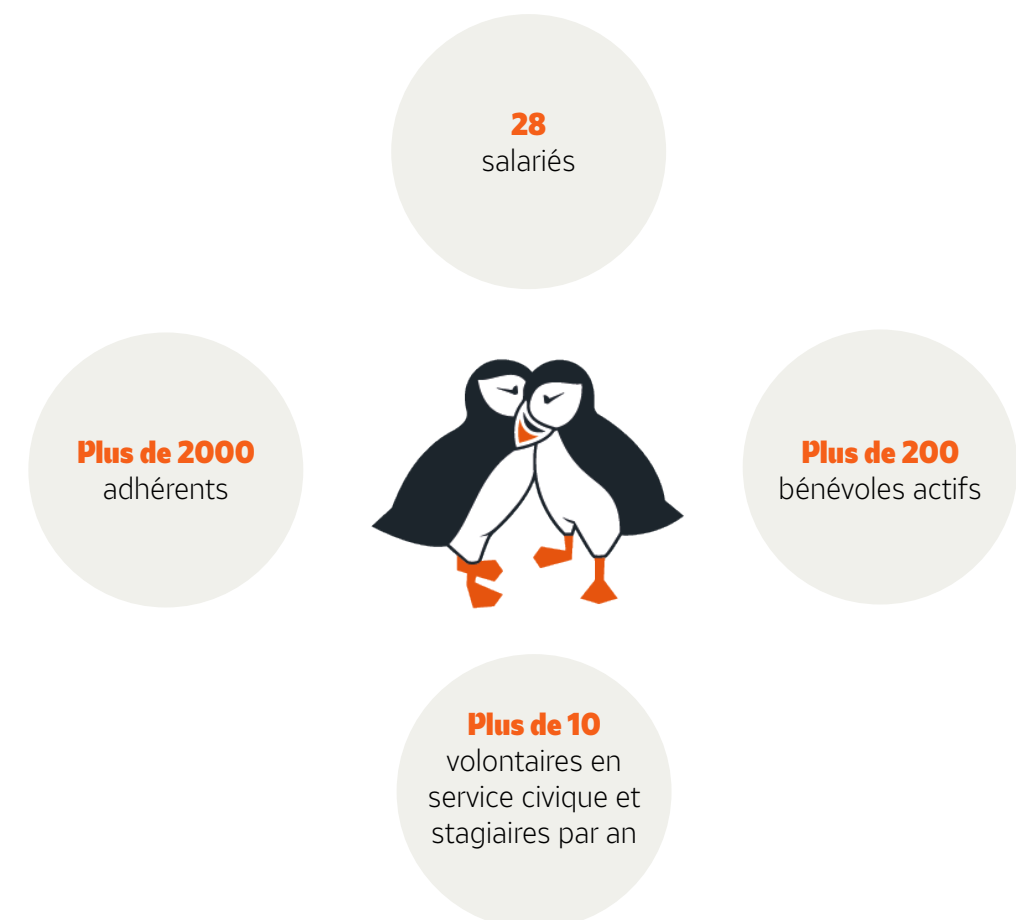 28
salariés
Plus de 2000
adhérents
Plus de 200
bénévoles actifs
Plus de 10
volontaires en
service civique et
stagiaires par an